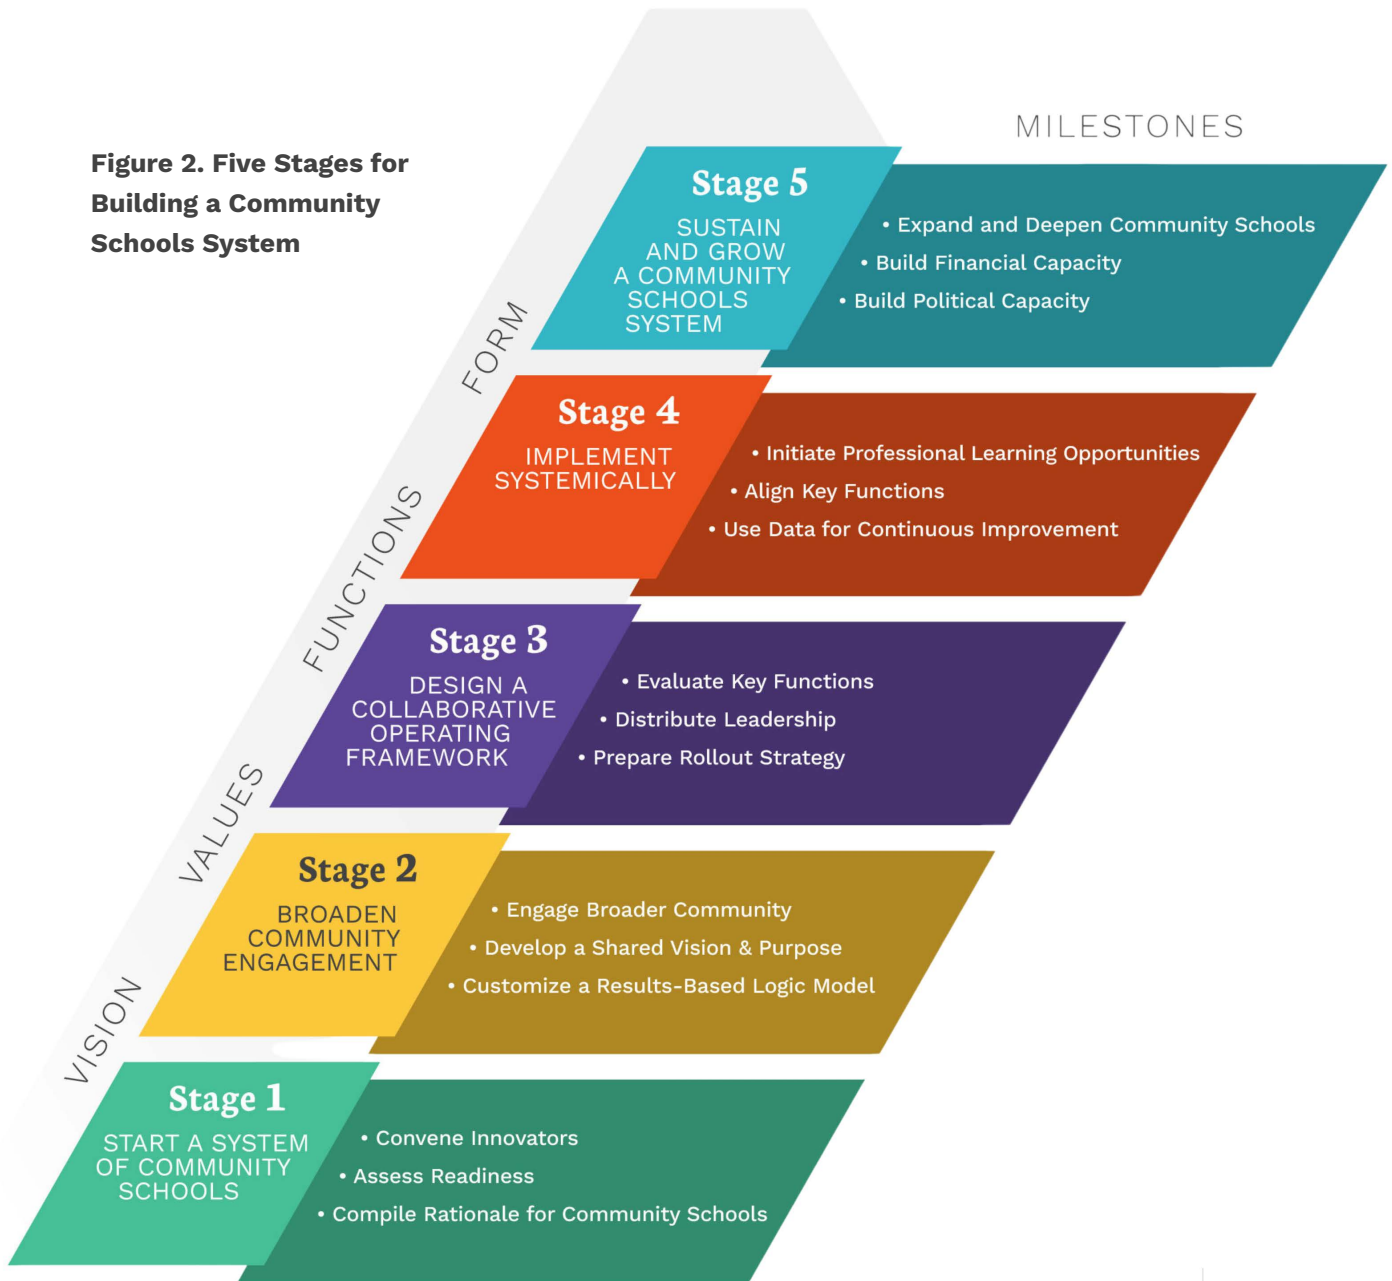 Figure 2. Five Stages for
Building a Community
Schools System
MILESTONES
FORM
FUNCTIONS
VALUES
VISION
Stage 5
SUSTAIN
AND GROW
A COMMUNITY
SCHOOLS
SYSTEM
• Expand and Deepen Community Schools
• Build Financial Capacity
• Build Political Capacity
Stage 4
IMPLEMENT
SYSTEMICALLY
• Initiate Professional Learning Opportunities
• Align Key Functions
• Use Data for Continuous Improvement
Stage 3
DESIGN A
COLLABORATIVE
OPERATING
FRAMEWORK
• Evaluate Key Functions
• Distribute Leadership
• Prepare Rollout Strategy
Stage 2
BROADEN
COMMUNITY
ENGAGEMENT
• Engage Broader Community
• Develop a Shared Vision & Purpose
• Customize a Results-Based Logic Model
Stage 1
START A SYSTEM
OF COMMUNITY
SCHOOLS
• Convene Innovators
• Assess Readiness
• Compile Rationale for Community Schools